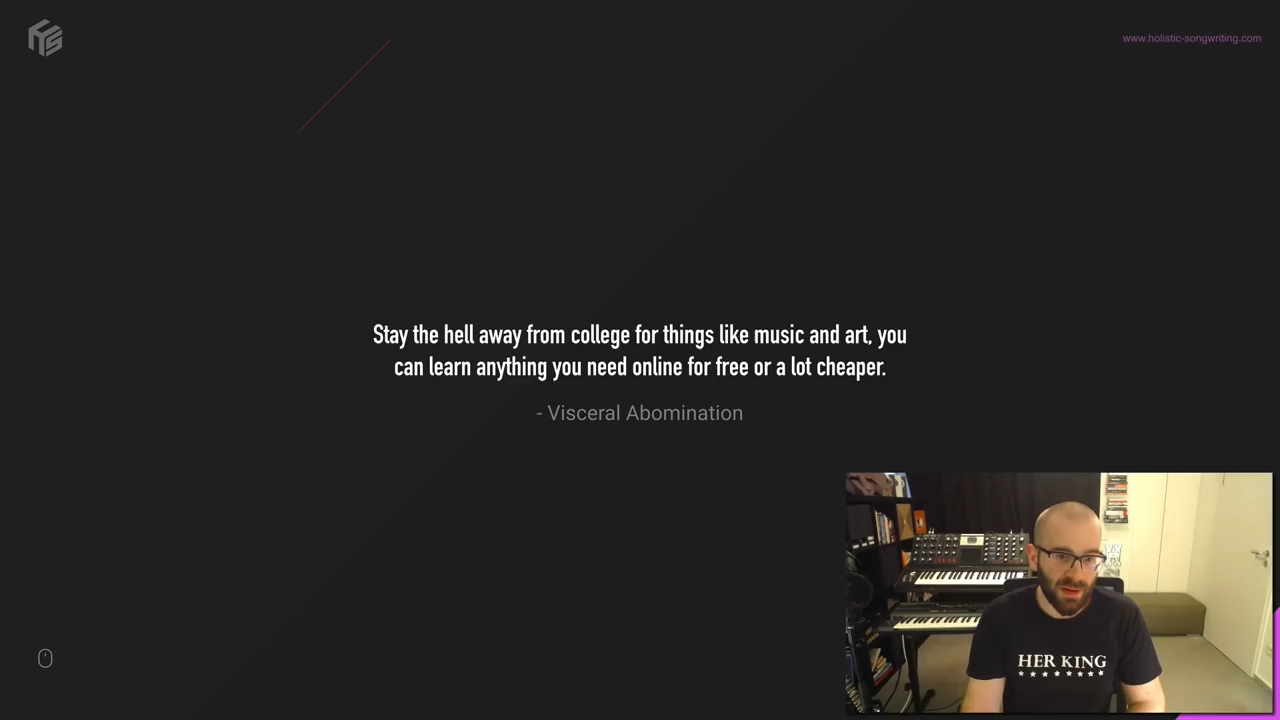 www.holistic-songwriting.com
Stay the hell away from college for things like music and art, you
can learn anything you need online for free or a lot cheaper.
- Visceral Abomination
HER KING